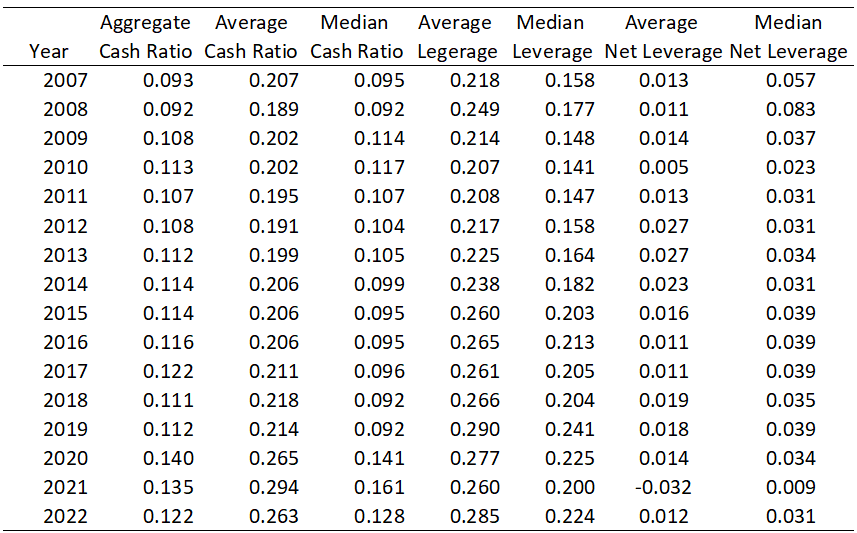 Aggregate Average Median Average Median Average Median
Year Cash Ratio Cash Ratio Cash Ratio Legerage Leverage Net Leverage Net Leverage
2007 0.093 0.207 0.095 0.218 0.158 0.013 0.057
2008 0.092 0.189 0.092 0.249 0.177 0.011 0.083
2009 0.108 0.202 0.114 0.214 0.148 0.014 0.037
2010 0.113 0.202 0.117 0.207 0.141 0.005 0.023
2011 0.107 0.195 0.107 0.208 0.147 0.013 0.031
2012 0.108 0.191 0.104 0.217 0.158 0.027 0.031
2013 0.112 0.199 0.105 0.225 0.164 0.027 0.034
2014 0.114 0.206 0.099 0.238 0.182 0.023 0.031
2015 0.114 0.206 0.095 0.260 0.203 0.016 0.039
2016 0.116 0.206 0.095 0.265 0.213 0.011 0.039
2017 0.122 0.211 0.096 0.261 0.205 0.011 0.039
2018 0.111 0.218 0.092 0.266 0.204 0.019 0.035
2019 0.112 0.214 0.092 0.290 0.241 0.018 0.039
2020 0.140 0.265 0.141 0.277 0.225 0.014 0.034
2021 0.135 0.294 0.161 0.260 0.200 -0.032 0.009
2022 0.122 0.263 0.128 0.285 0.224 0.012 0.031